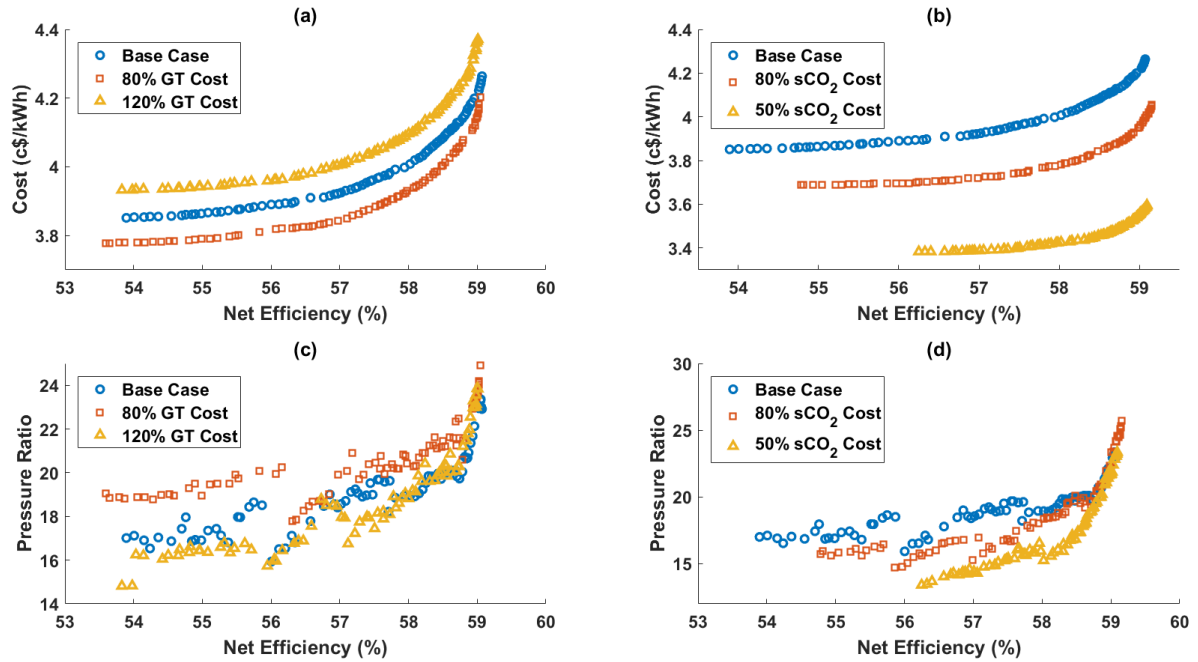 (a)
Base Case
80% GT Cost
120% GT Cost
4.4
4.2
4
3.8
Cost (c$/kWh)
53 54 55 56 57 58 59 60
Net Efficiency (%)
(b)
Base Case
80% sCO₂ Cost
50% sCO₂ Cost
4.4
4.2
4
3.8
3.6
3.4
Cost (c$/kWh)
54 55 56 57 58 59
Net Efficiency (%)
(c)
Base Case
80% GT Cost
120% GT Cost
24
22
20
18
16
14
Pressure Ratio
53 54 55 56 57 58 59 60
Net Efficiency (%)
(d)
Base Case
80% sCO₂ Cost
50% sCO₂ Cost
30
25
20
15
Pressure Ratio
53 54 55 56 57 58 59 60
Net Efficiency (%)